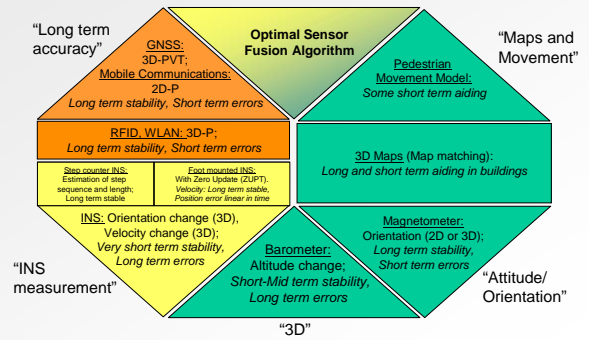 "Long term
accuracy"
GNSS:
3D-PVT;
Mobile Communications:
2D-P
Long term stability, Short term errors
Optimal Sensor
Fusion Algorithm
"Maps and
Movement"
Pedestrian
Movement Model:
Some short term aiding
RFID, WLAN: 3D-P;
Long term stability, Short term errors
3D Maps (Map matching):
Long and short term aiding in buildings
Step counter INS:
Estimation of step
sequence and length;
Long term stable
Foot mounted INS:
With Zero Update (ZUPT).
Velocity: Long term stable,
Position error linear in time
INS: Orientation change (3D),
Velocity change (3D);
Very short term stability,
Long term errors
Barometer:
Altitude change;
Short-Mid term stability,
Long term errors
Magnetometer:
Orientation (2D or 3D);
Long term stability,
Short term errors
"INS
measurement"
"3D"
"Attitude/
Orientation"